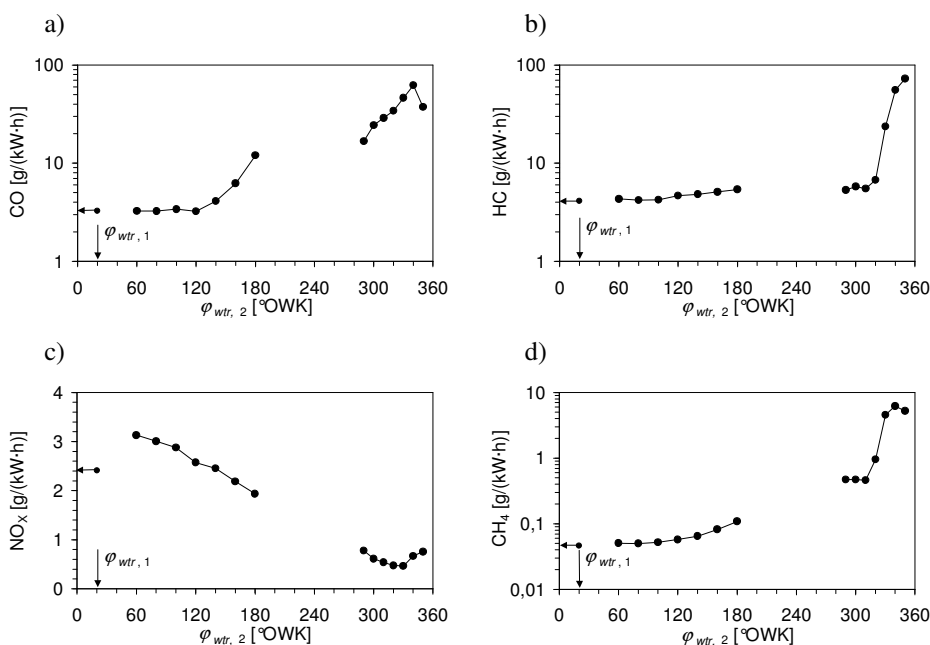 a)
b)
100
10
1
CO [g/(kW·h)]
φwtr, 1
0 60 120 180 240 300 360
φwtr, 2 [°OWK]
100
10
1
HC [g/(kW·h)]
φwtr, 1
0 60 120 180 240 300 360
φwtr, 2 [°OWK]
c)
d)
4
3
2
1
0
NOX [g/(kW·h)]
φwtr, 1
0 60 120 180 240 300 360
φwtr, 2 [°OWK]
10
1
0,1
0,01
CH4 [g/(kW·h)]
φwtr, 1
0 60 120 180 240 300 360
φwtr, 2 [°OWK]